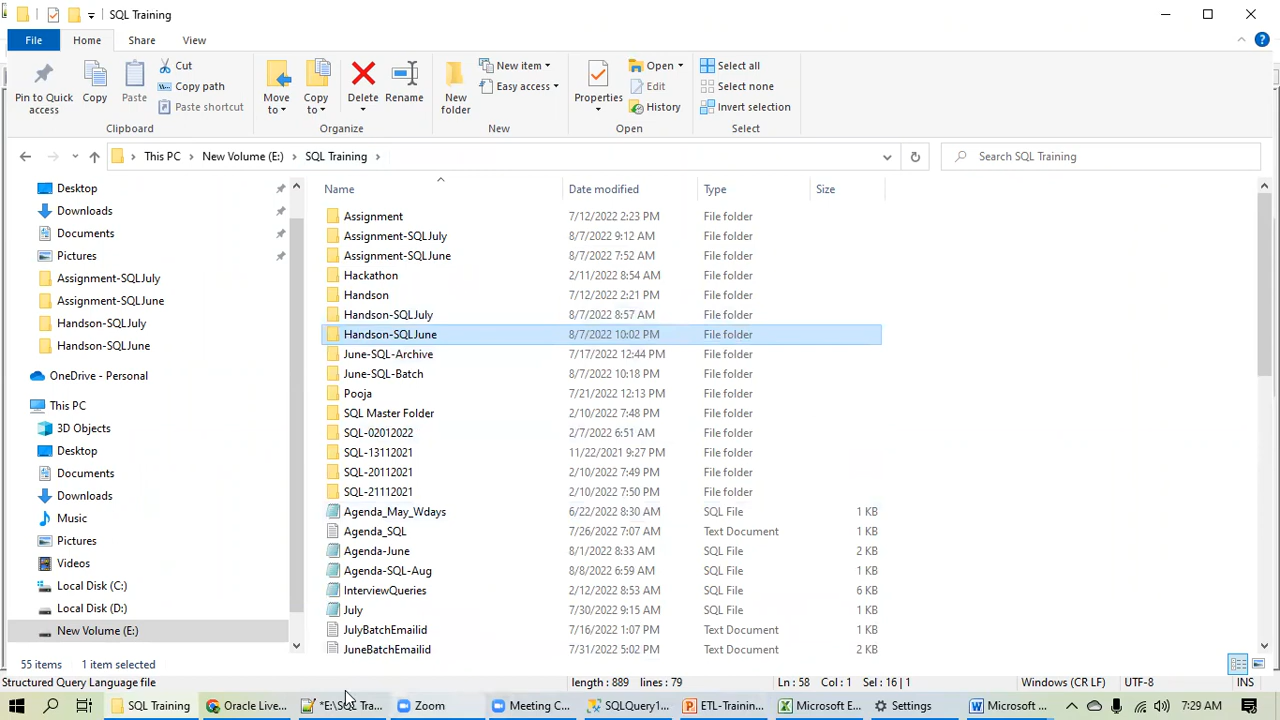 SQL Training
File Home Share View
Pin to Quick access
Copy
Paste
Cut
Copy path
Paste shortcut
Clipboard
Move to
Copy to
Delete
Rename
Organize
New folder
New item
Easy access
New
Properties
Open
Edit
History
Open
Select all
Select none
Invert selection
Select
This PC > New Volume (E:) > SQL Training >
Search SQL Training
Desktop
Downloads
Documents
Pictures
Assignment-SQLJuly
Assignment-SQLJune
Handson-SQLJuly
Handson-SQLJune
OneDrive - Personal
This PC
3D Objects
Desktop
Documents
Downloads
Music
Pictures
Videos
Local Disk (C:)
Local Disk (D:)
New Volume (E:)
Name Date modified Type Size
Assignment 7/12/2022 2:23 PM File folder
Assignment-SQLJuly 8/7/2022 9:12 AM File folder
Assignment-SQLJune 8/7/2022 7:52 AM File folder
Hackathon 2/11/2022 8:54 AM File folder
Handson 7/12/2022 2:21 PM File folder
Handson-SQLJuly 8/7/2022 8:57 AM File folder
Handson-SQLJune 8/7/2022 10:02 PM File folder
June-SQL-Archive 7/17/2022 12:44 PM File folder
June-SQL-Batch 8/7/2022 10:18 PM File folder
Pooja 7/21/2022 12:13 PM File folder
SQL Master Folder 2/10/2022 7:48 PM File folder
SQL-02012022 2/7/2022 6:51 AM File folder
SQL-13112021 11/22/2021 9:27 PM File folder
SQL-20112021 2/10/2022 7:49 PM File folder
SQL-21112021 2/10/2022 7:50 PM File folder
Agenda_May_Wdays 6/22/2022 8:30 AM SQL File 1 KB
Agenda_SQL 7/26/2022 7:07 AM Text Document 1 KB
Agenda-June 8/1/2022 8:33 AM SQL File 2 KB
Agenda-SQL-Aug 8/8/2022 6:59 AM SQL File 1 KB
InterviewQueries 2/12/2022 8:53 AM SQL File 6 KB
July 7/30/2022 9:15 AM SQL File 1 KB
JulyBatchEmailid 7/16/2022 1:07 PM Text Document 1 KB
JuneBatchEmailid 7/31/2022 5:02 PM Text Document 1 KB
55 items 1 item selected
Structured Query Language file length : 889 lines : 79 Ln : 58 Col : 1 Sel : 16 | 1 Windows (CR LF) UTF-8 INS
SQL Training Oracle Live... *E:\SQL Tra... Zoom Meeting C... SQLQuery1... ETL-Trainin... Microsoft E... Settings Microsoft ... 7:29 AM